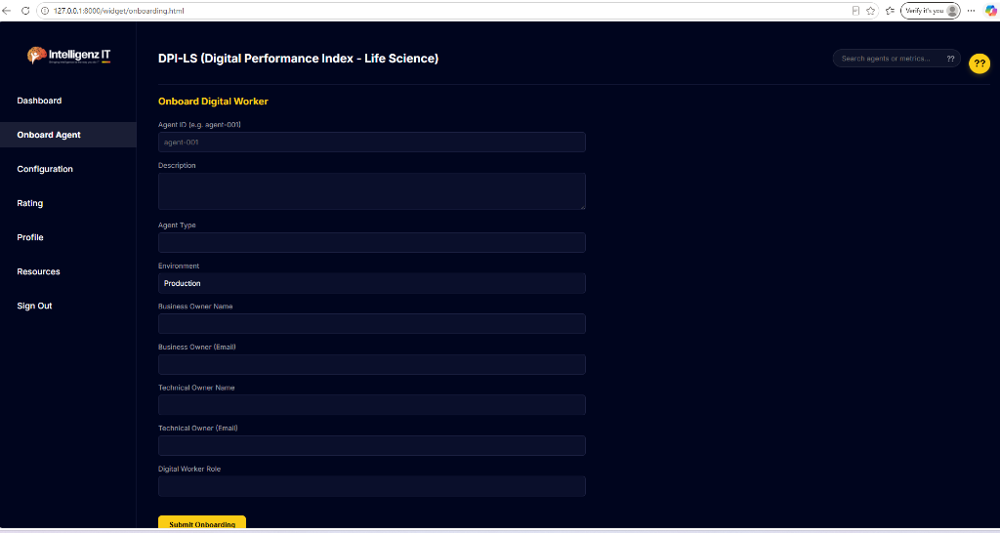 127.0.0.1:8000/widget/onboarding.html
Verify it's you
Intelligenz IT
DPI-LS (Digital Performance Index - Life Science)
Search agents or metrics...
??
??
Dashboard
Onboard Agent
Configuration
Rating
Profile
Resources
Sign Out
Onboard Digital Worker
Agent ID (e.g. agent-001)
agent-001
Description
Agent Type
Environment
Production
Business Owner Name
Business Owner (Email)
Technical Owner Name
Technical Owner (Email)
Digital Worker Role
Submit Onboarding